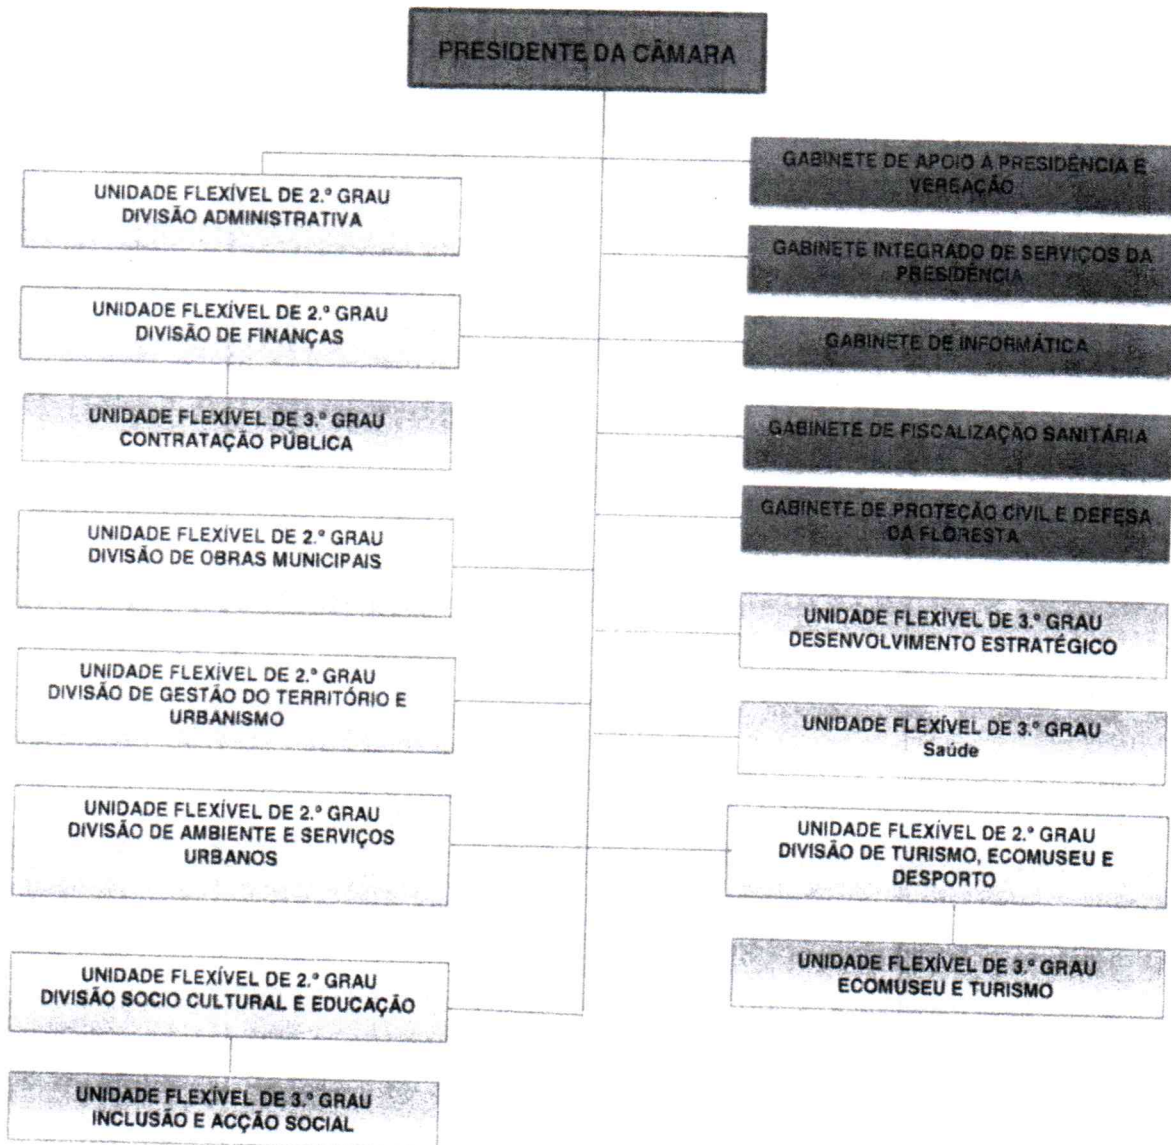 PRESIDENTE DA CÂMARA
UNIDADE FLEXÍVEL DE 2.º GRAU
DIVISÃO ADMINISTRATIVA
UNIDADE FLEXÍVEL DE 2.º GRAU
DIVISÃO DE FINANÇAS
UNIDADE FLEXÍVEL DE 3.º GRAU
CONTRATAÇÃO PÚBLICA
UNIDADE FLEXÍVEL DE 2.º GRAU
DIVISÃO DE OBRAS MUNICIPAIS
UNIDADE FLEXÍVEL DE 2.º GRAU
DIVISÃO DE GESTÃO DO TERRITÓRIO E
URBANISMO
UNIDADE FLEXÍVEL DE 2.º GRAU
DIVISÃO DE AMBIENTE E SERVIÇOS
URBANOS
UNIDADE FLEXÍVEL DE 2.º GRAU
DIVISÃO SOCIO CULTURAL E EDUCAÇÃO
UNIDADE FLEXÍVEL DE 3.º GRAU
INCLUSÃO E ACÇÃO SOCIAL
GABINETE DE APOIO À PRESIDÊNCIA E
VEREAÇÃO
GABINETE INTEGRADO DE SERVIÇOS DA
PRESIDÊNCIA
GABINETE DE INFORMÁTICA
GABINETE DE FISCALIZAÇÃO SANITÁRIA
GABINETE DE PROTEÇÃO CIVIL E DEFESA
DA FLORESTA
UNIDADE FLEXÍVEL DE 3.º GRAU
DESENVOLVIMENTO ESTRATÉGICO
UNIDADE FLEXÍVEL DE 3.º GRAU
Saúde
UNIDADE FLEXÍVEL DE 2.º GRAU
DIVISÃO DE TURISMO, ECOMUSEU E
DESPORTO
UNIDADE FLEXÍVEL DE 3.º GRAU
ECOMUSEU E TURISMO